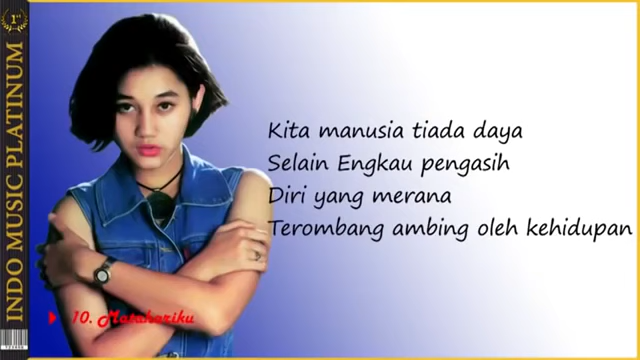 INDO MUSIC PLATINUM
Kita manusia tiada daya
Selain Engkau pengasih
Diri yang merana
Terombang ambing oleh kehidupan
10. Matahariku